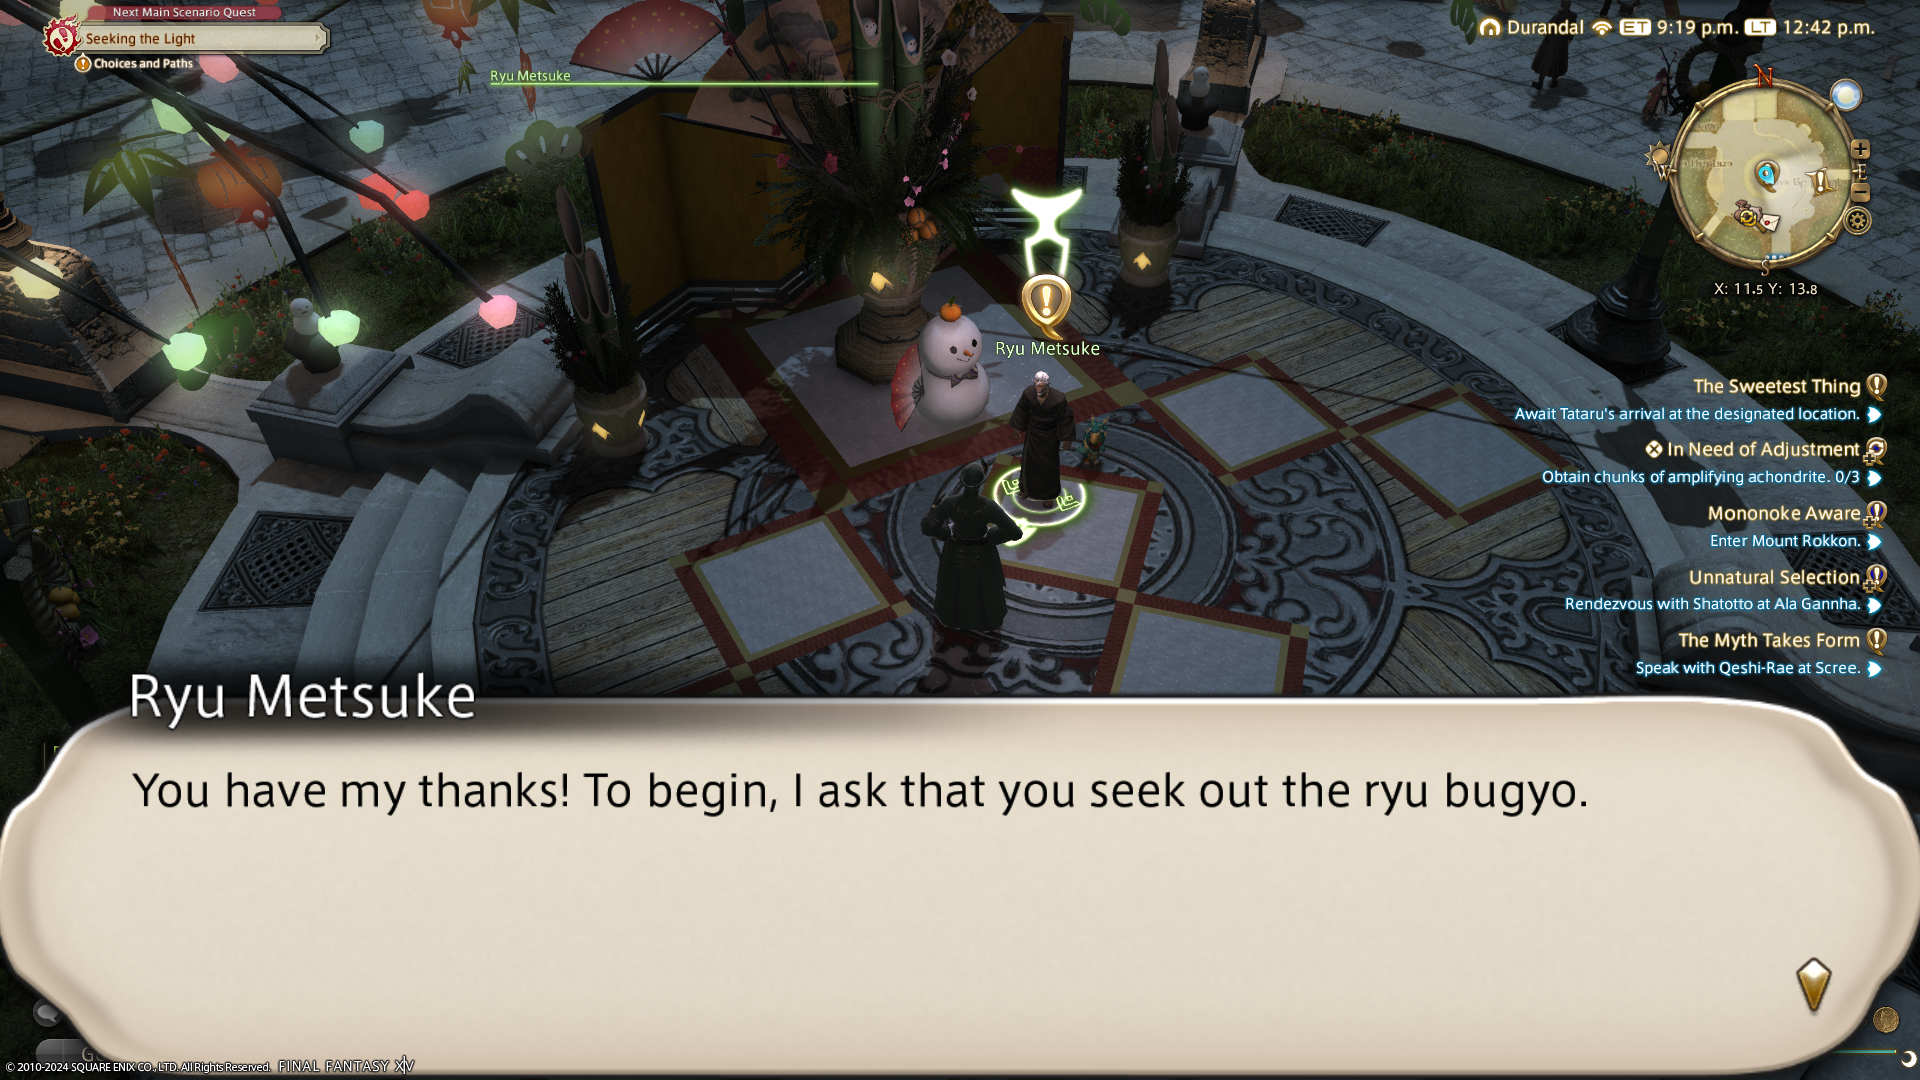 Next Main Scenario Quest
Seeking the Light
Choices and Paths
Ryu Metsuke
Durandal ET 9:19 p.m. LT 12:42 p.m.
N
W
E
S
X: 11.5 Y: 13.8
Ryu Metsuke
The Sweetest Thing
Await Tataru's arrival at the designated location.
In Need of Adjustment
Obtain chunks of amplifying achondrite. 0/3
Mononoke Aware
Enter Mount Rokkon.
Unnatural Selection
Rendezvous with Shatotto at Ala Gannha.
The Myth Takes Form
Speak with Qeshi-Rae at Scree.
Ryu Metsuke
You have my thanks! To begin, I ask that you seek out the ryu bugyo.
© 2010-2024 SQUARE ENIX CO., LTD. All Rights Reserved. FINAL FANTASY XIV